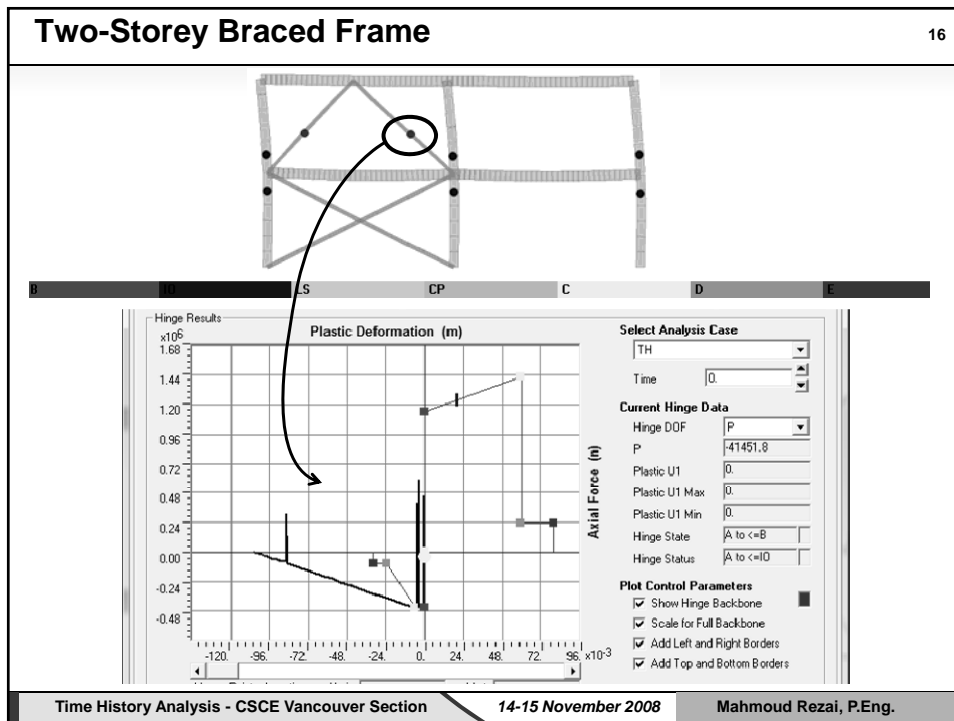 Two-Storey Braced Frame
16
B IO LS CP C D E
Hinge Results
x10^6
Plastic Deformation (m)
1.68
1.44
1.20
0.96
0.72
0.48
0.24
0.00
-0.24
-0.48
-120. -96. -72. -48. -24. 0. 24. 48. 72. 96. x10^-3
Axial Force (n)
Select Analysis Case
TH
Time 0.
Current Hinge Data
Hinge DOF P
P -41451.8
Plastic U1 0.
Plastic U1 Max 0.
Plastic U1 Min 0.
Hinge State A to <=B
Hinge Status A to <=IO
Plot Control Parameters
Show Hinge Backbone
Scale for Full Backbone
Add Left and Right Borders
Add Top and Bottom Borders
Time History Analysis - CSCE Vancouver Section
14-15 November 2008
Mahmoud Rezai, P.Eng.